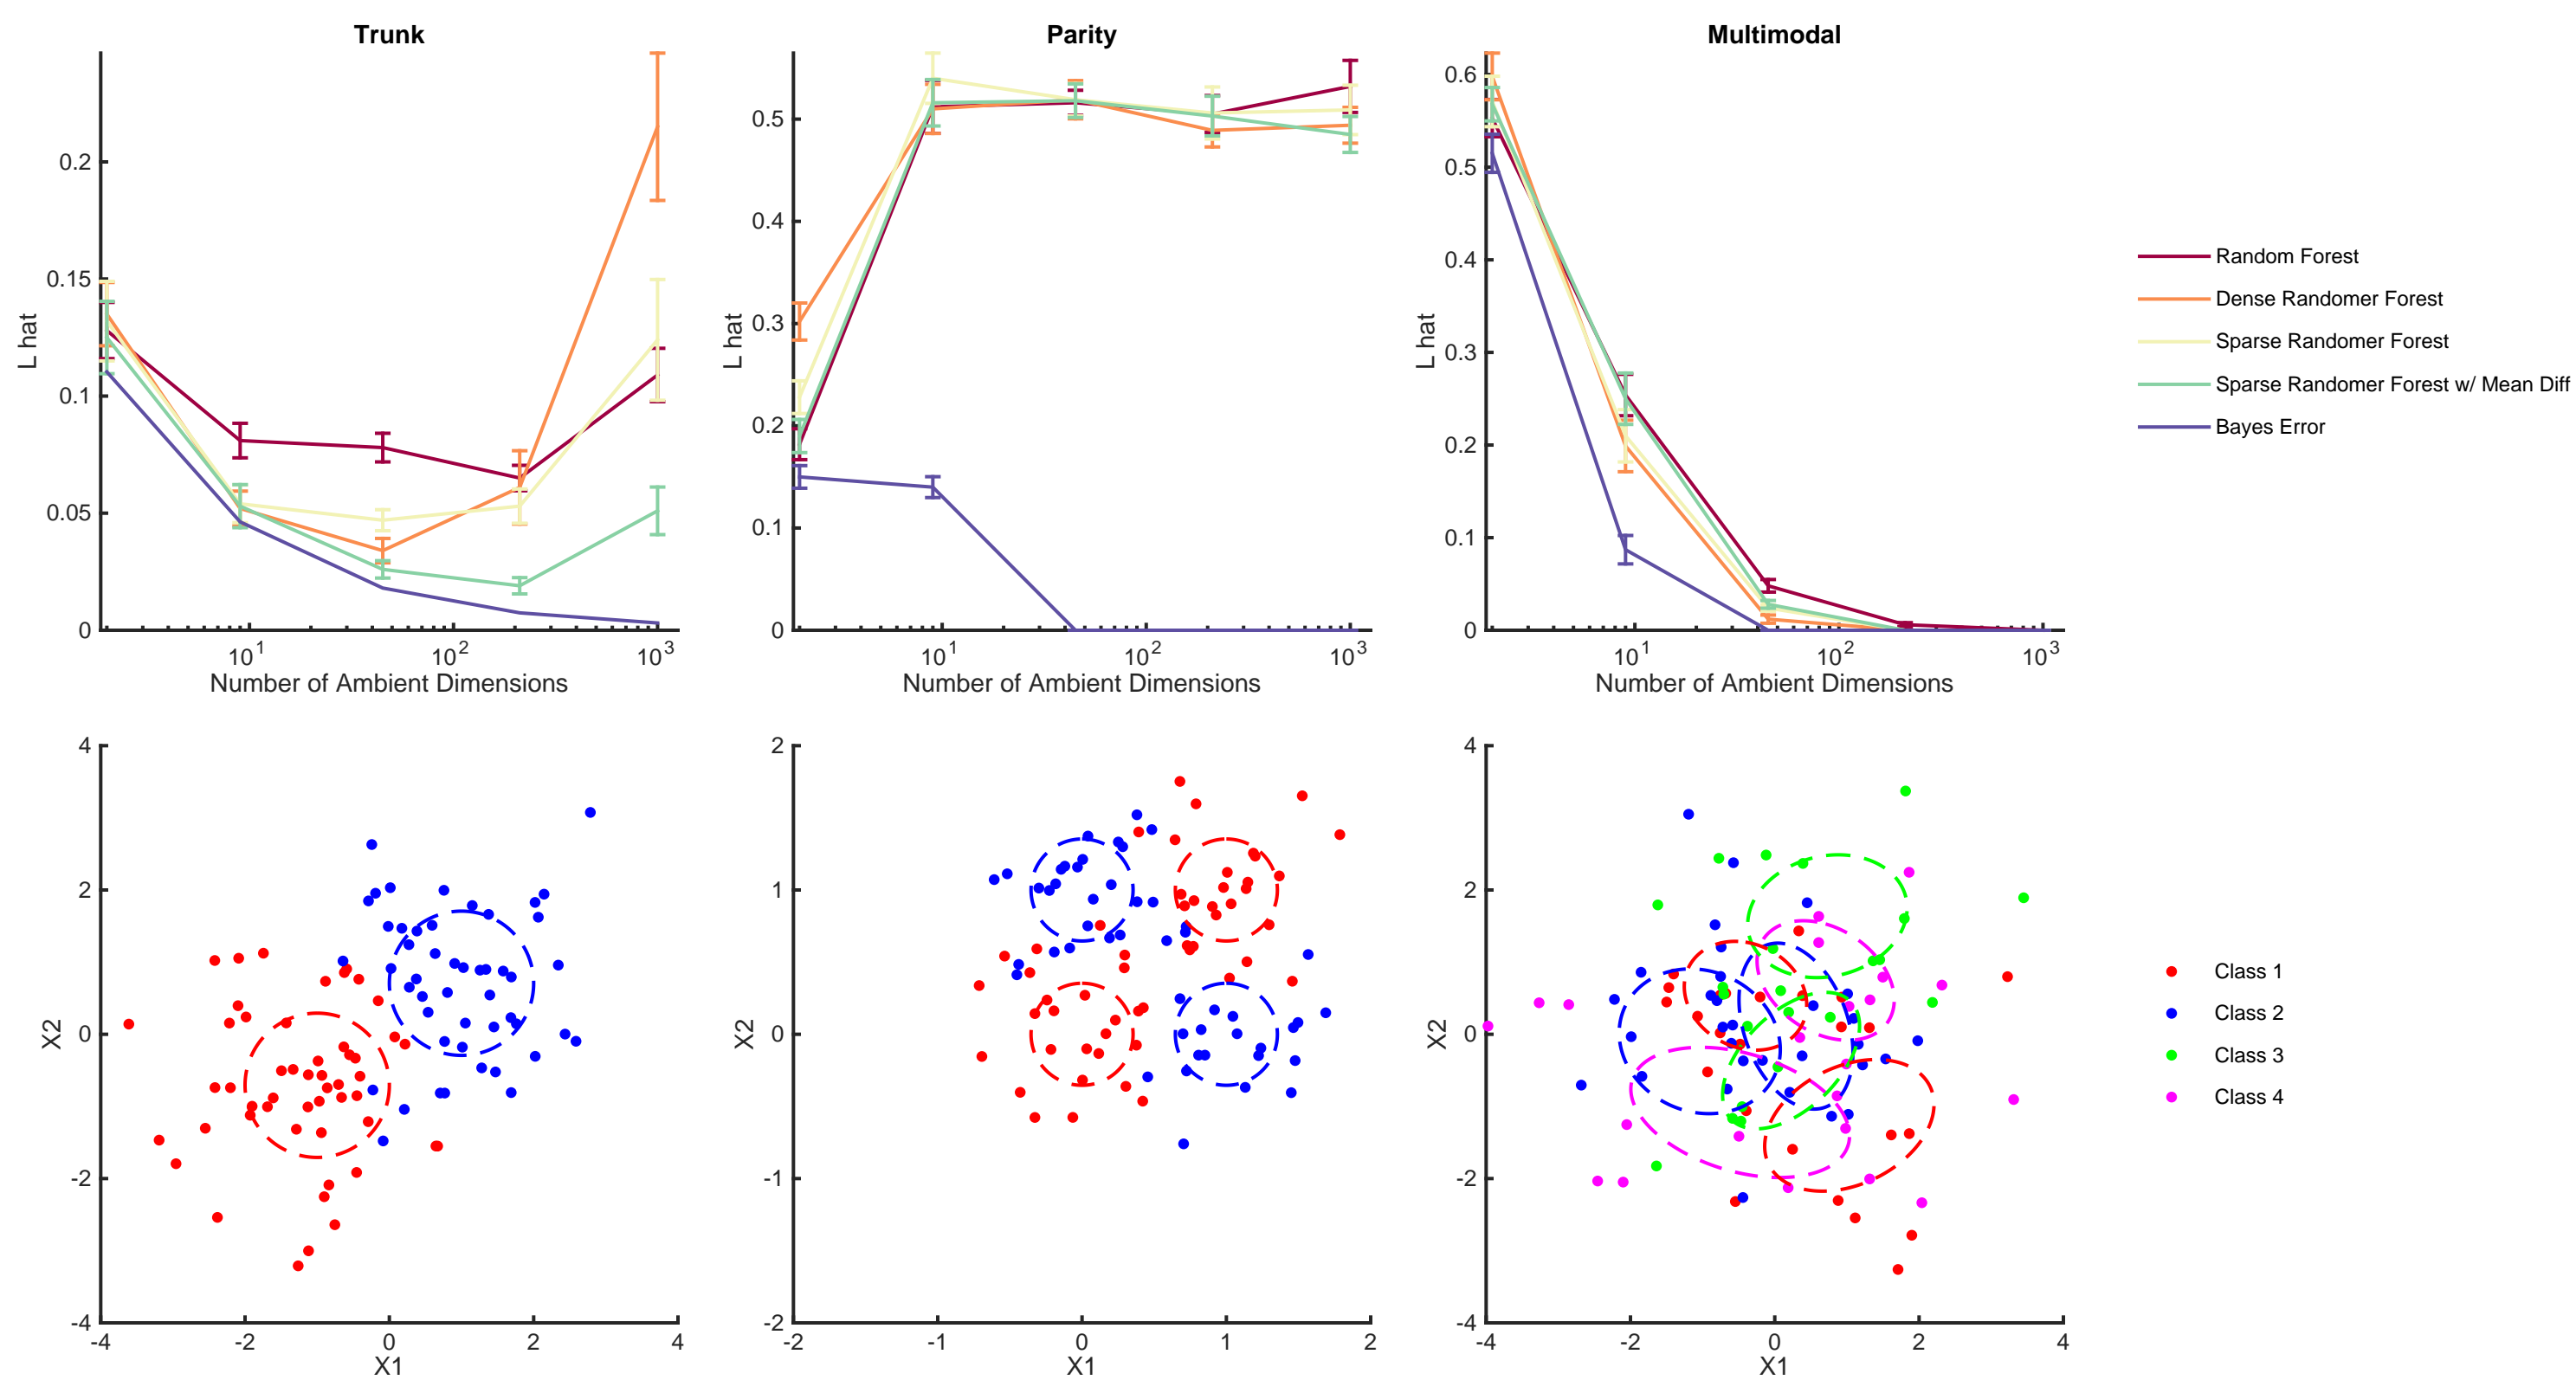 Trunk
Parity
Multimodal
L hat
0.2
0.15
0.1
0.05
0
10^1
10^2
10^3
Number of Ambient Dimensions
L hat
0.5
0.4
0.3
0.2
0.1
0
10^1
10^2
10^3
Number of Ambient Dimensions
L hat
0.6
0.5
0.4
0.3
0.2
0.1
0
10^1
10^2
10^3
Number of Ambient Dimensions
Random Forest
Dense Randomer Forest
Sparse Randomer Forest
Sparse Randomer Forest w/ Mean Diff
Bayes Error
X2
4
2
0
-2
-4
-4
-2
0
2
4
X1
X2
2
1
0
-1
-2
-2
-1
0
1
2
X1
X2
4
2
0
-2
-4
-4
-2
0
2
4
X1
Class 1
Class 2
Class 3
Class 4